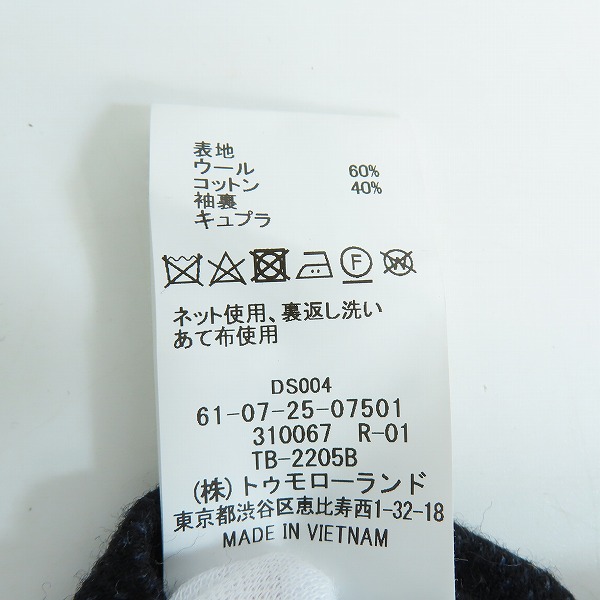 表地
ウール 60%
コットン 40%
袖裏
キュプラ
F W
ネット使用、裏返し洗い
あて布使用
DS004
61-07-25-07501
310067 R-01
TB-2205B
(株)トゥモローランド
東京都渋谷区恵比寿西1-32-18
MADE IN VIETNAM